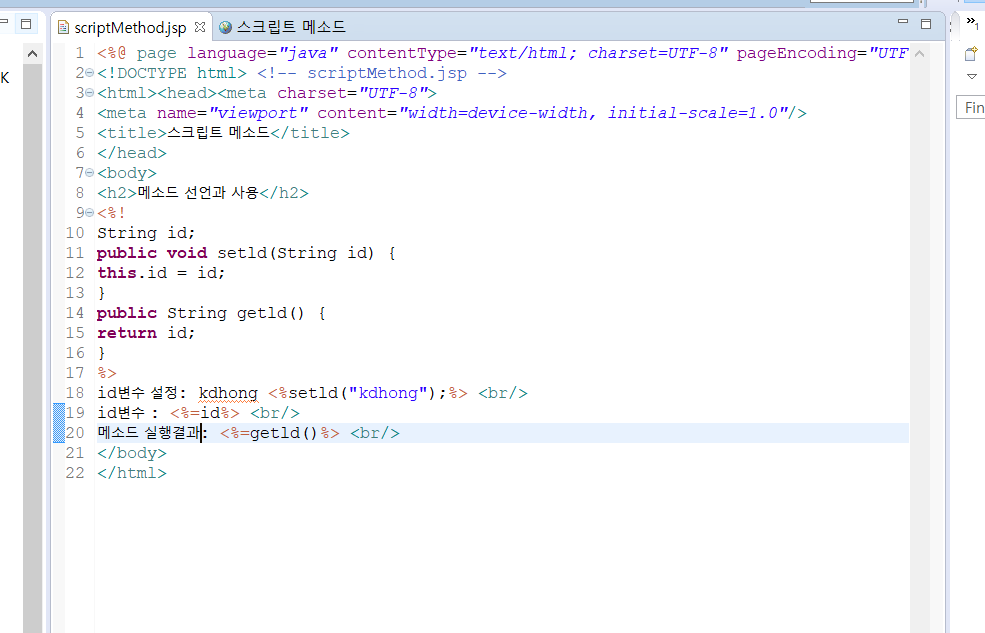 scriptMethod.jsp 스크립트 메소드
K
Fin
1 <%@ page language="java" contentType="text/html; charset=UTF-8" pageEncoding="UTF
2 <!DOCTYPE html> <!-- scriptMethod.jsp -->
3 <html><head><meta charset="UTF-8">
4 <meta name="viewport" content="width=device-width, initial-scale=1.0"/>
5 <title>스크립트 메소드</title>
6 </head>
7 <body>
8 <h2>메소드 선언과 사용</h2>
9 <%!
10 String id;
11 public void setld(String id) {
12 this.id = id;
13 }
14 public String getld() {
15 return id;
16 }
17 %>
18 id변수 설정: kdhong <%setld("kdhong");%> <br/>
19 id변수 : <%=id%> <br/>
20 메소드 실행결과: <%=getld()%> <br/>
21 </body>
22 </html>